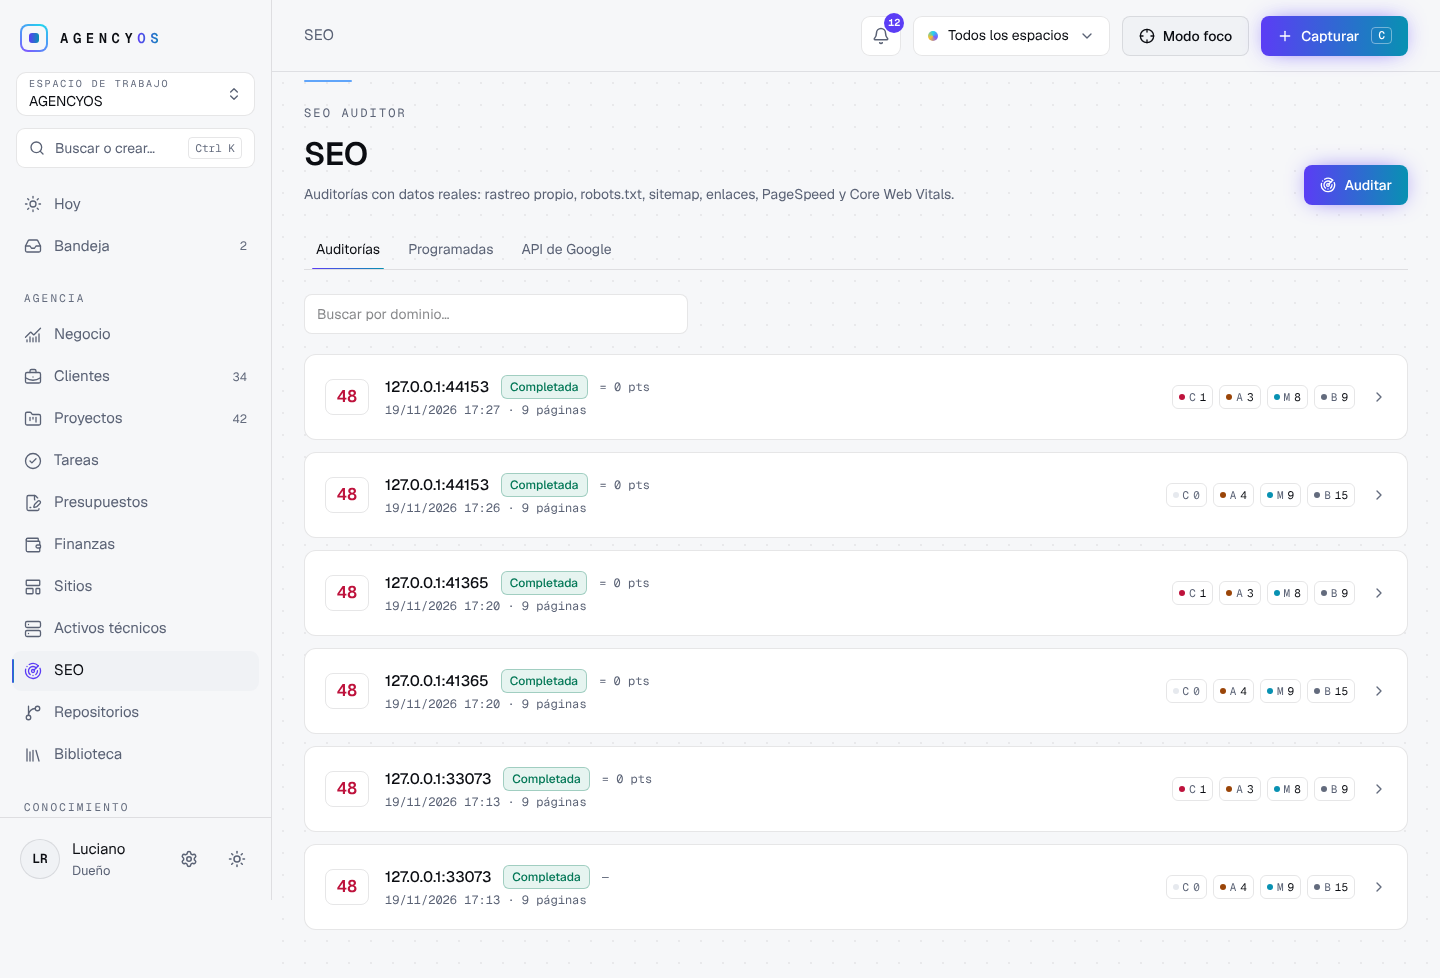 AGENCYOS
ESPACIO DE TRABAJO
AGENCYOS
Buscar o crear... Ctrl K
Hoy
Bandeja 2
AGENCIA
Negocio
Clientes 34
Proyectos 42
Tareas
Presupuestos
Finanzas
Sitios
Activos técnicos
SEO
Repositorios
Biblioteca
CONOCIMIENTO
LR
Luciano
Dueño
SEO
12
Todos los espacios
Modo foco
Capturar C
SEO AUDITOR
SEO
Auditorías con datos reales: rastreo propio, robots.txt, sitemap, enlaces, PageSpeed y Core Web Vitals.
Auditar
Auditorías Programadas API de Google
Buscar por dominio...
48 127.0.0.1:44153 Completada = 0 pts
19/11/2026 17:27 · 9 páginas
C 1 A 3 M 8 B 9
48 127.0.0.1:44153 Completada = 0 pts
19/11/2026 17:26 · 9 páginas
C 0 A 4 M 9 B 15
48 127.0.0.1:41365 Completada = 0 pts
19/11/2026 17:20 · 9 páginas
C 1 A 3 M 8 B 9
48 127.0.0.1:41365 Completada = 0 pts
19/11/2026 17:20 · 9 páginas
C 0 A 4 M 9 B 15
48 127.0.0.1:33073 Completada = 0 pts
19/11/2026 17:13 · 9 páginas
C 1 A 3 M 8 B 9
48 127.0.0.1:33073 Completada –
19/11/2026 17:13 · 9 páginas
C 0 A 4 M 9 B 15